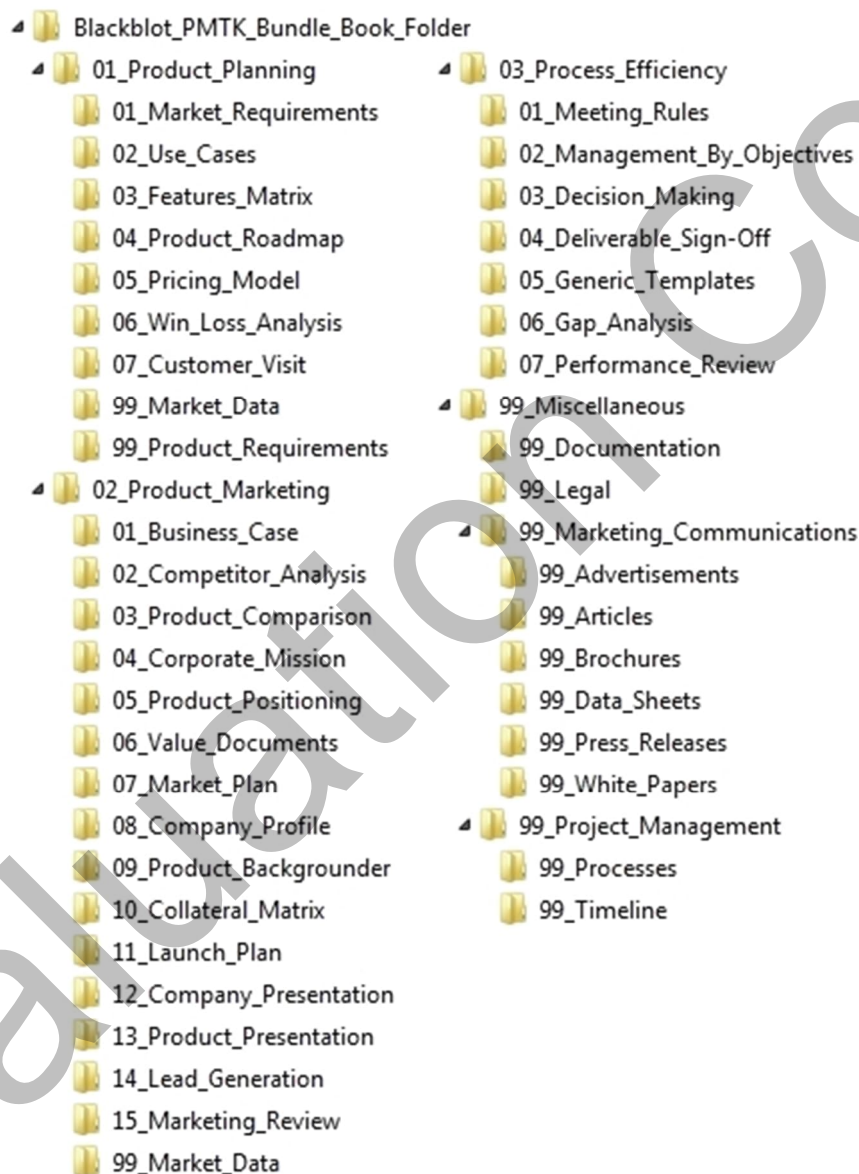 Blackblot_PMTK_Bundle_Book_Folder
01_Product_Planning
01_Market_Requirements
02_Use_Cases
03_Features_Matrix
04_Product_Roadmap
05_Pricing_Model
06_Win_Loss_Analysis
07_Customer_Visit
99_Market_Data
99_Product_Requirements
02_Product_Marketing
01_Business_Case
02_Competitor_Analysis
03_Product_Comparison
04_Corporate_Mission
05_Product_Positioning
06_Value_Documents
07_Market_Plan
08_Company_Profile
09_Product_Backgrounder
10_Collateral_Matrix
11_Launch_Plan
12_Company_Presentation
13_Product_Presentation
14_Lead_Generation
15_Marketing_Review
99_Market_Data
03_Process_Efficiency
01_Meeting_Rules
02_Management_By_Objectives
03_Decision_Making
04_Deliverable_Sign-Off
05_Generic_Templates
06_Gap_Analysis
07_Performance_Review
99_Miscellaneous
99_Documentation
99_Legal
99_Marketing_Communications
99_Advertisements
99_Articles
99_Brochures
99_Data_Sheets
99_Press_Releases
99_White_Papers
99_Project_Management
99_Processes
99_Timeline